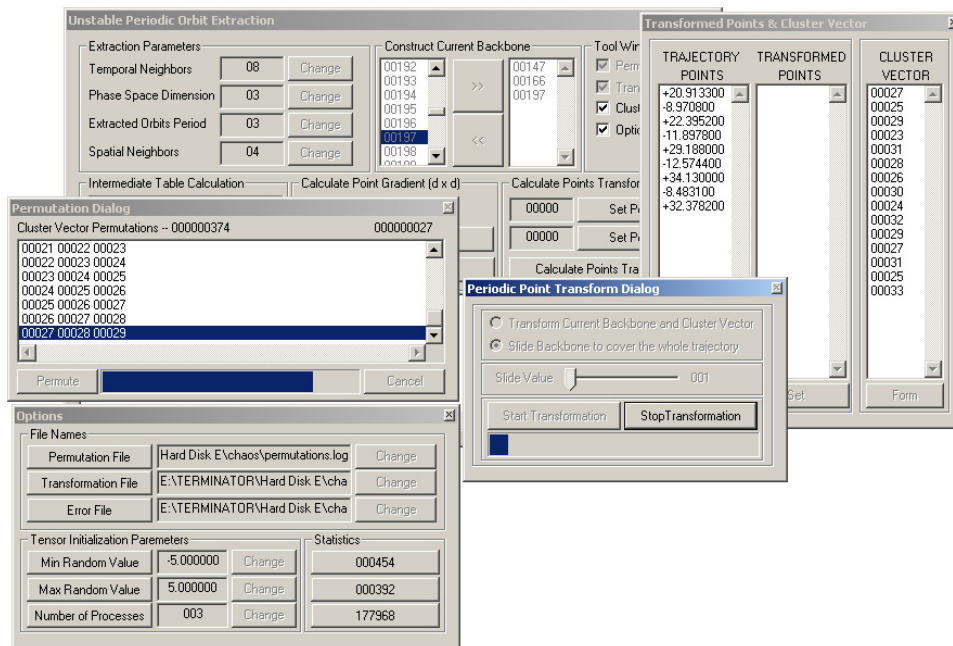 Unstable Periodic Orbit Extraction
Extraction Parameters
Temporal Neighbors 08 Change
Phase Space Dimension 03 Change
Extracted Orbits Period 03 Change
Spatial Neighbors 04 Change
Construct Current Backbone
00192
00193
00194
00195
00196
00197
00198
>>
<<
00147
00166
00197
Tool Wir
Perm
Tran
Clust
Optic
Intermediate Table Calculation
Calculate Point Gradient (d x d)
Calculate Points Transfor
00000 Set P
00000 Set P
Calculate Points Tra
Transformed Points & Cluster Vector
TRAJECTORY POINTS
+20.913300
-8.970800
+22.395200
-11.897800
+29.188000
-12.574400
+34.130000
-8.483100
+32.378200
TRANSFORMED POINTS
Set
CLUSTER VECTOR
00027
00025
00029
00023
00031
00028
00026
00030
00024
00032
00029
00027
00031
00025
00033
Form
Permutation Dialog
Cluster Vector Permutations -- 000000374 000000027
00021 00022 00023
00022 00023 00024
00023 00024 00025
00024 00025 00026
00025 00026 00027
00026 00027 00028
00027 00028 00029
Permute Cancel
Periodic Point Transform Dialog
Transform Current Backbone and Cluster Vector
Slide Backbone to cover the whole trajectory
Slide Value 001
Start Transformation StopTransformation
Options
File Names
Permutation File Hard Disk E\chaos\permutations.log Change
Transformation File E:\TERMINATOR\Hard Disk E\cha Change
Error File E:\TERMINATOR\Hard Disk E\cha Change
Tensor Initialization Paremeters
Min Random Value -5.000000 Change
Max Random Value 5.000000 Change
Number of Processes 003 Change
Statistics
000454
000392
177968